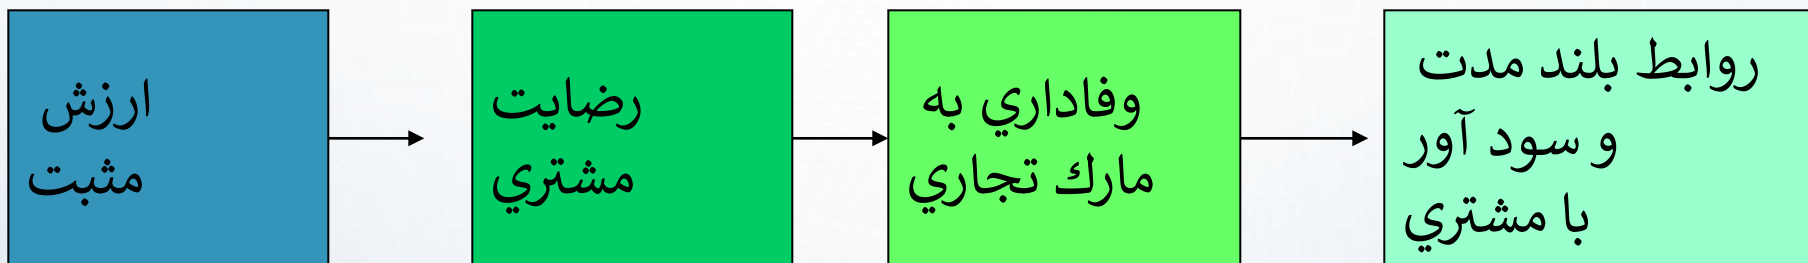 ارزش
مثبت
رضايت
مشتري
وفاداري به
مارك تجاري
روابط بلند مدت
و سود آور
با مشتري